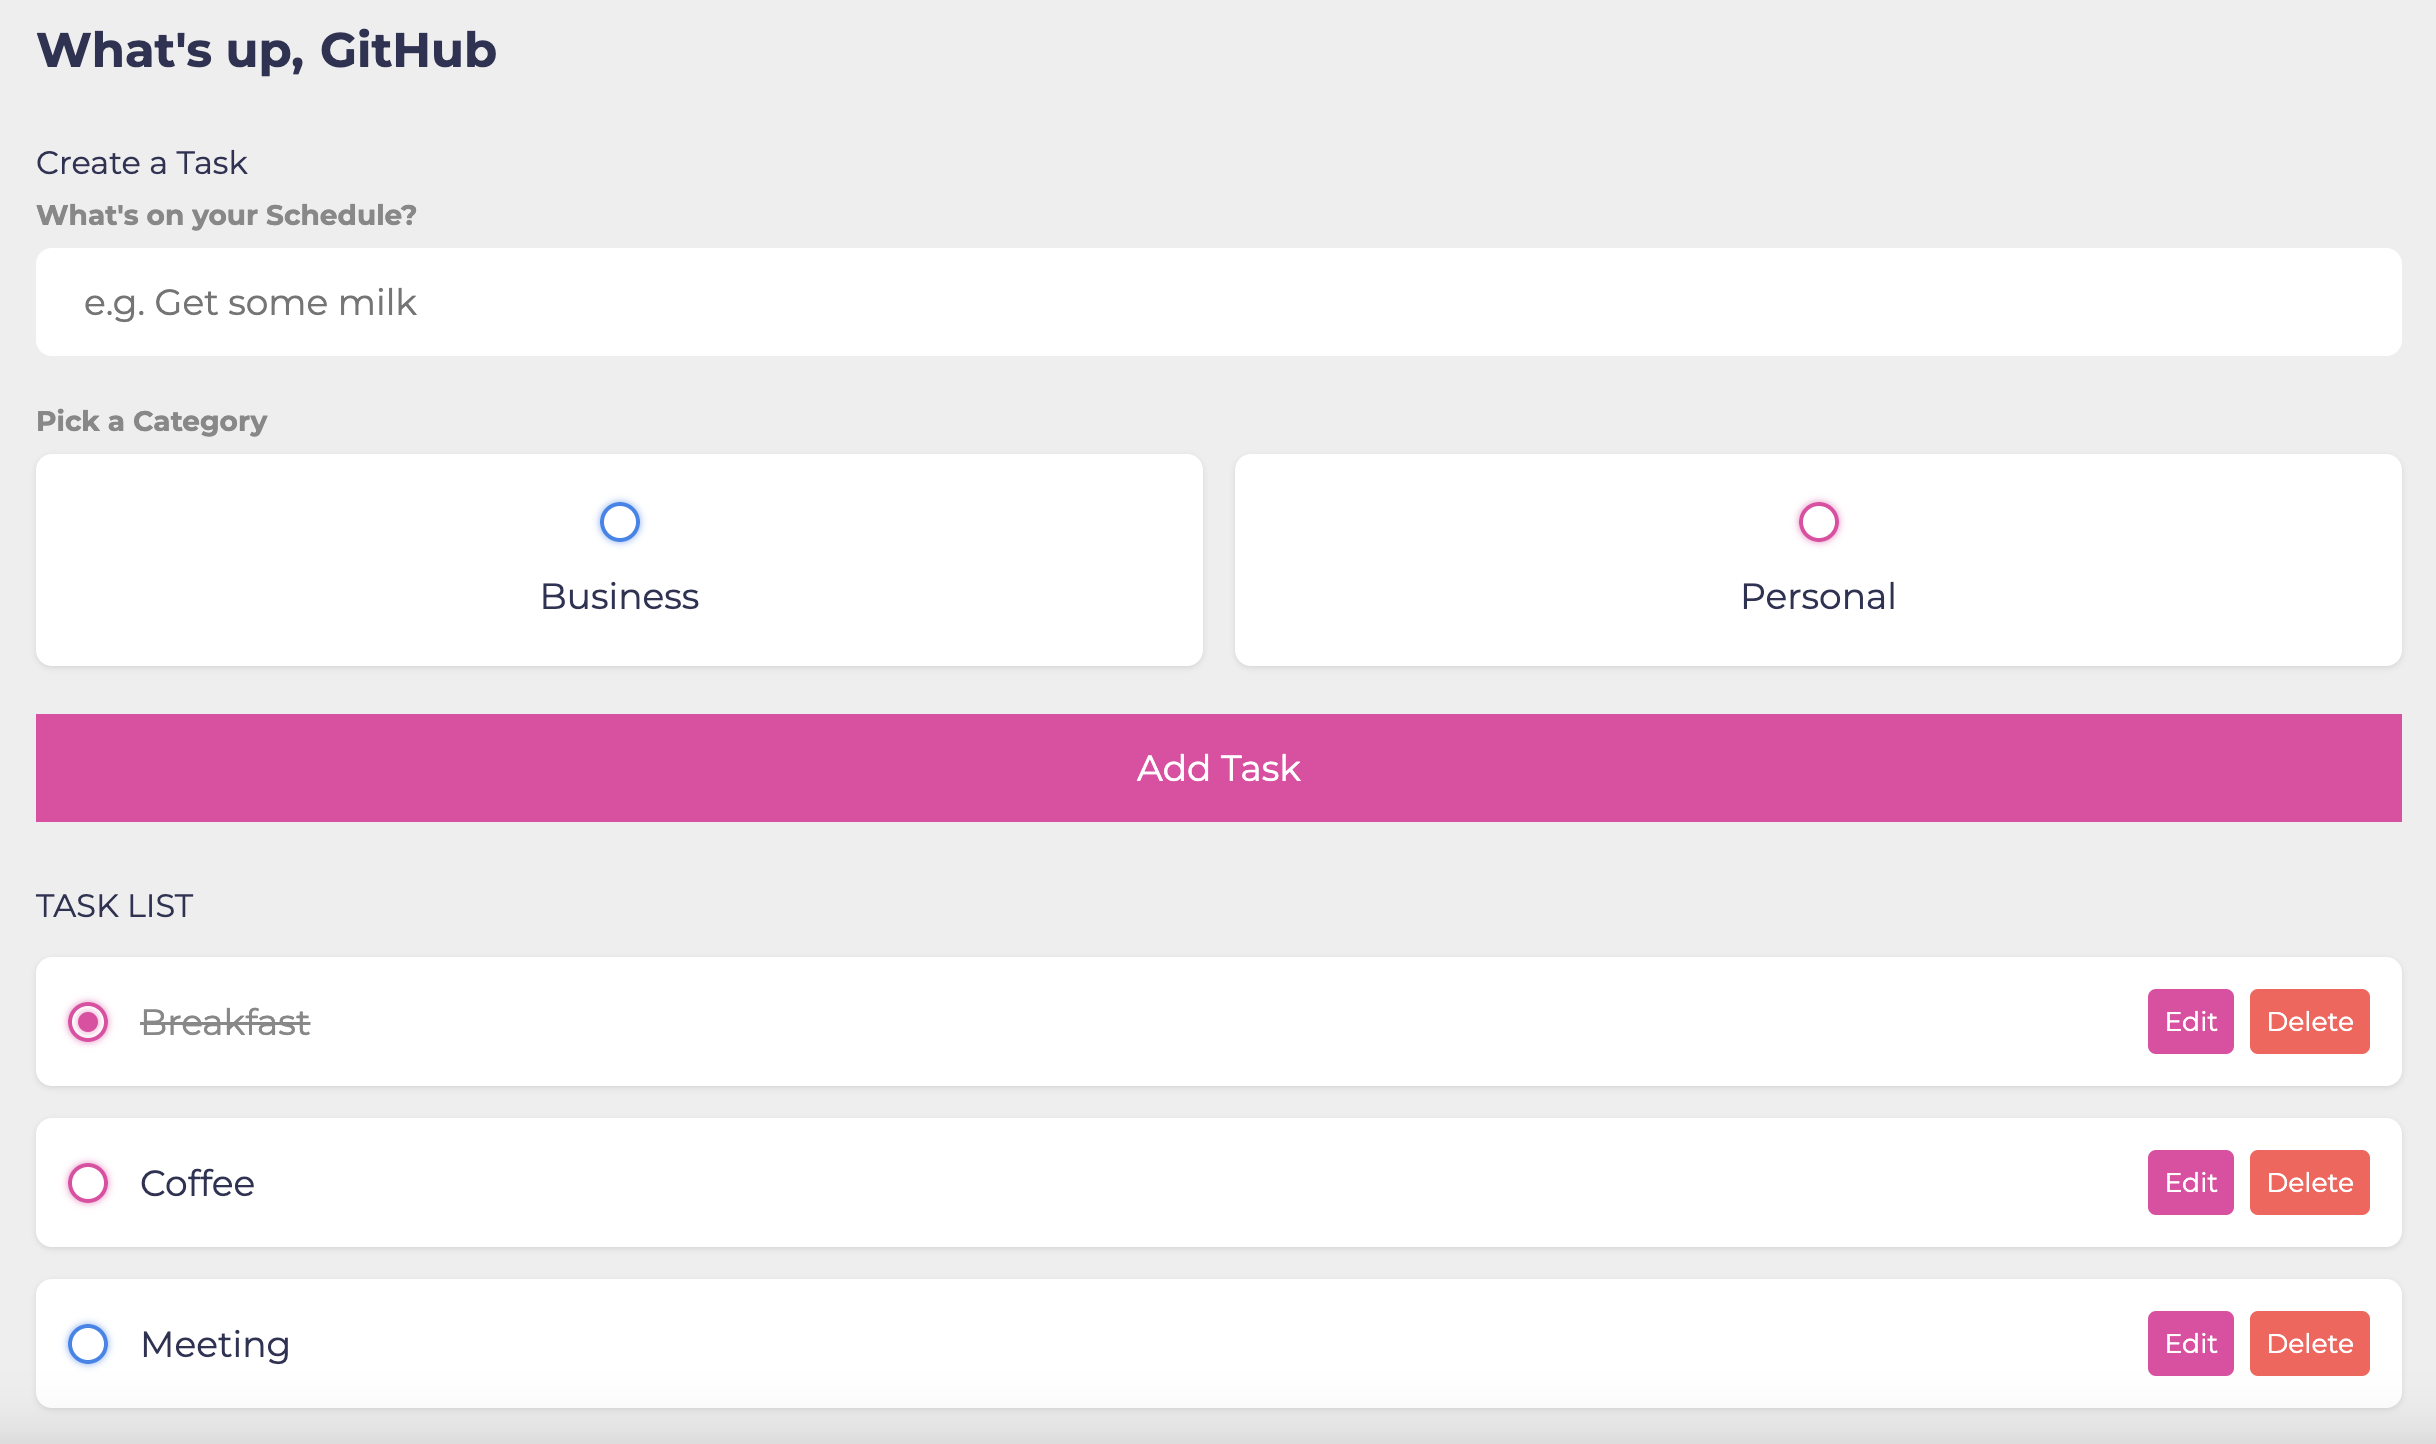 What's up, GitHub
Create a Task
What's on your Schedule?
e.g. Get some milk
Pick a Category
Business
Personal
Add Task
TASK LIST
Breakfast Edit Delete
Coffee Edit Delete
Meeting Edit Delete